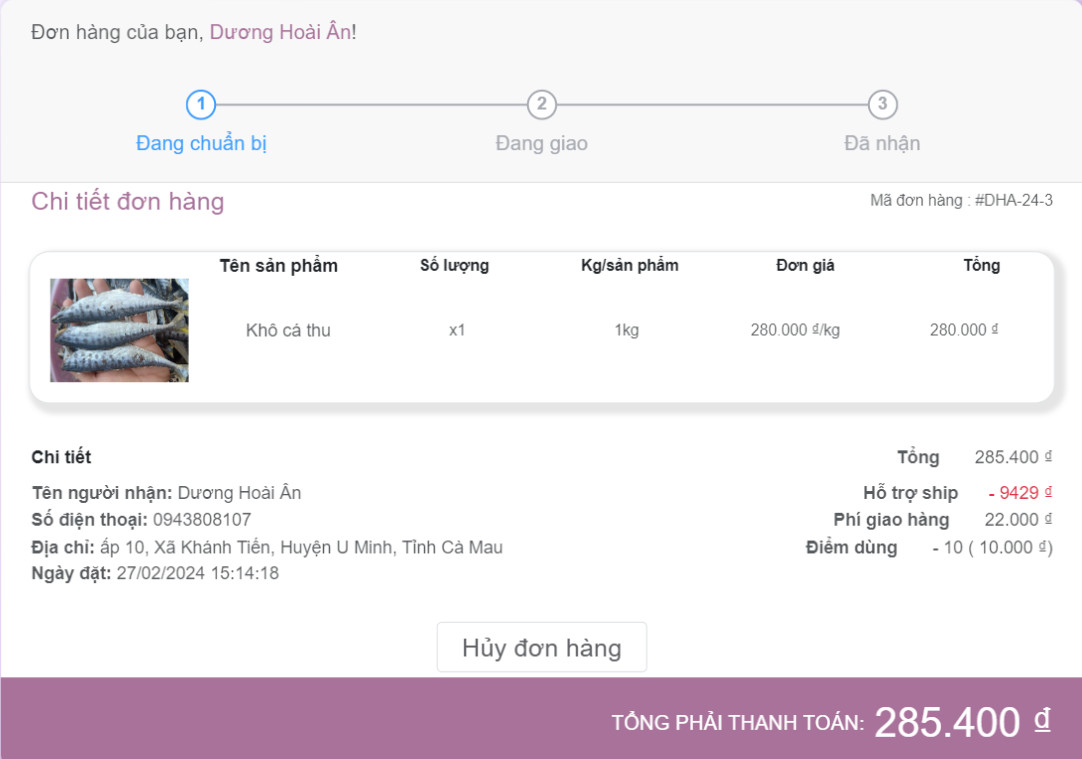 Đơn hàng của bạn, Dương Hoài Ân!
1 2 3
Đang chuẩn bị Đang giao Đã nhận
Chi tiết đơn hàng Mã đơn hàng : #DHA-24-3
Tên sản phẩm Số lượng Kg/sản phẩm Đơn giá Tổng
Khô cá thu x1 1kg 280.000 ₫/kg 280.000 ₫
Chi tiết Tổng 285.400 ₫
Tên người nhận: Dương Hoài Ân Hỗ trợ ship - 9429 ₫
Số điện thoại: 0943808107 Phí giao hàng 22.000 ₫
Địa chỉ: ấp 10, Xã Khánh Tiến, Huyện U Minh, Tỉnh Cà Mau Điểm dùng - 10 ( 10.000 ₫)
Ngày đặt: 27/02/2024 15:14:18
Hủy đơn hàng
TỔNG PHẢI THANH TOÁN: 285.400 ₫